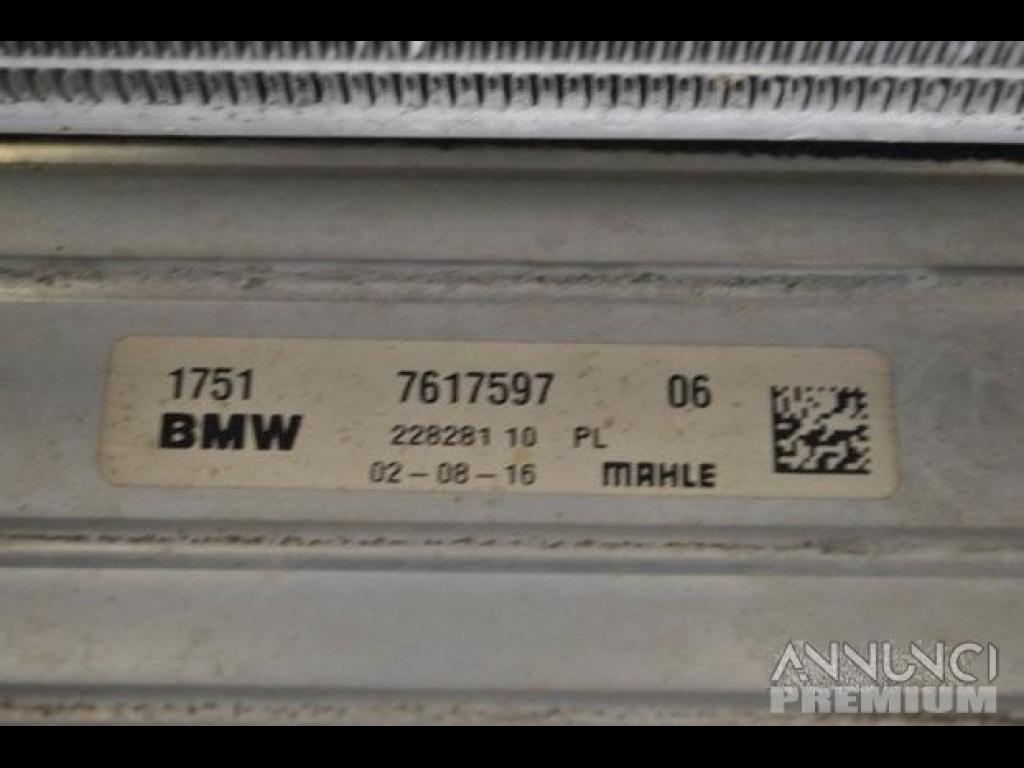 1751 7617597 06
BMW 228281 10 PL
02-08-16 MAHLE
ANNUNCI
PREMIUM